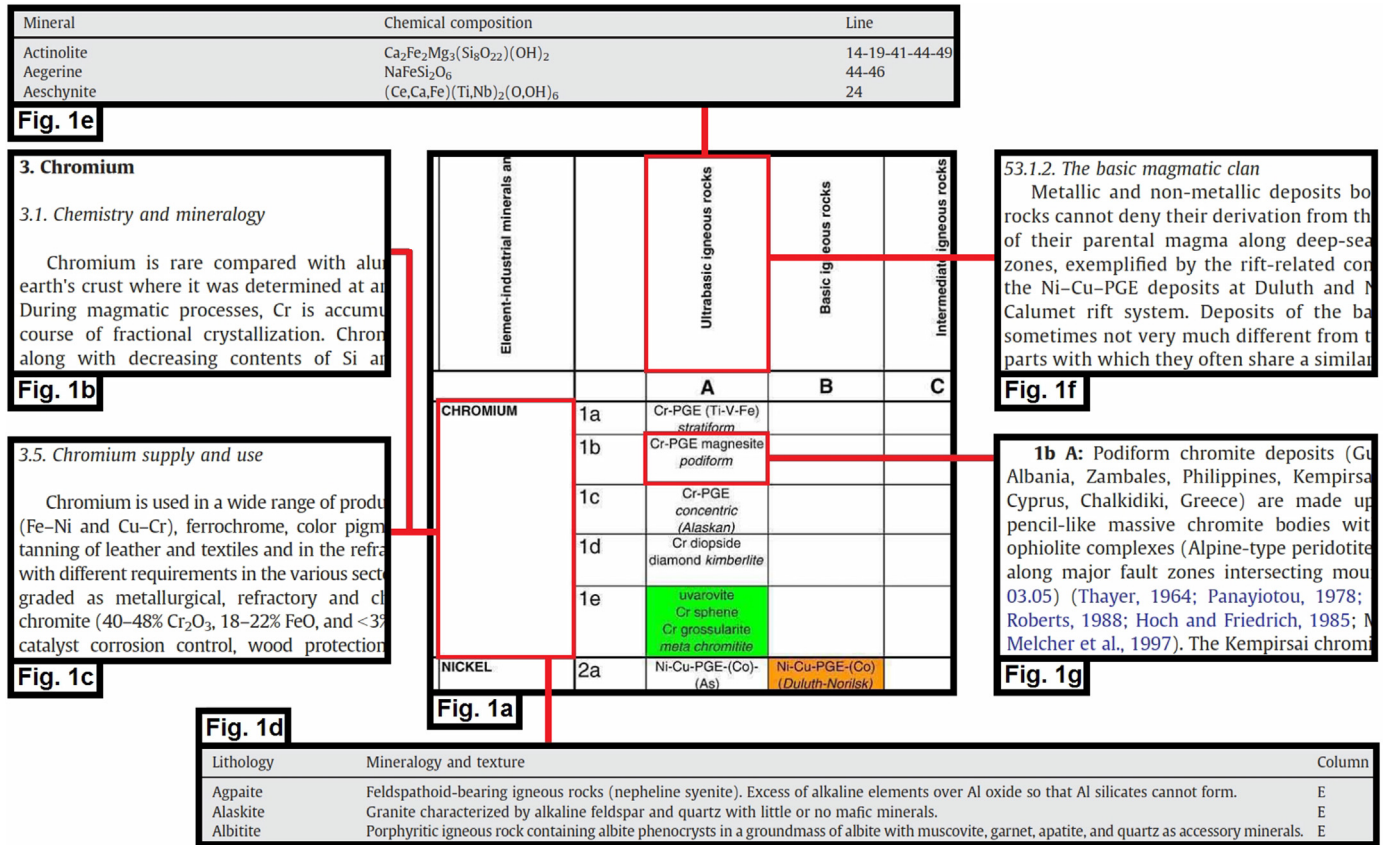 Mineral Chemical composition Line
Actinolite Ca₂Fe₂Mg₃(Si₈O₂₂)(OH)₂ 14-19-41-44-49
Aegerine NaFeSi₂O₆ 44-46
Aeschynite (Ce,Ca,Fe)(Ti,Nb)₂(O,OH)₆ 24
Fig. 1e
3. Chromium
3.1. Chemistry and mineralogy
Chromium is rare compared with alu
earth's crust where it was determined at
During magmatic processes, Cr is accumu
course of fractional crystallization. Chron
along with decreasing contents of Si
Fig. 1b
3.5. Chromium supply and use
Chromium is used in a wide range of produ
(Fe–Ni and Cu–Cr), ferrochrome, color pigm
tanning of leather and textiles and in the refra
with different requirements in the various sect
graded as metallurgical, refractory and
chromite (40–48% Cr₂O₃, 18–22% FeO, and <3%
catalyst corrosion control, wood protection
Fig. 1c
Element-industrial minerals an
Ultrabasic igneous rocks
Basic igneous rocks
Intermediate igneous rocks
A B C
CHROMIUM 1a Cr-PGE (Ti-V-Fe)
stratiform
1b Cr-PGE magnesite
podiform
1c Cr-PGE
concentric
(Alaskan)
1d Cr diopside
diamond kimberlite
1e uvarovite
Cr sphene
Cr grossularite
meta chromitite
NICKEL 2a Ni-Cu-PGE-(Co)- Ni-Cu-PGE-(Co)
(As) (Duluth-Norilsk)
Fig. 1a
53.1.2. The basic magmatic clan
Metallic and non-metallic deposits bo
rocks cannot deny their derivation from th
of their parental magma along deep-sea
zones, exemplified by the rift-related con
the Ni–Cu–PGE deposits at Duluth and N
Calumet rift system. Deposits of the ba
sometimes not very much different from t
parts with which they often share a similar
Fig. 1f
1b A: Podiform chromite deposits (Gu
Albania, Zambales, Philippines, Kempirsa
Cyprus, Chalkidiki, Greece) are made up
pencil-like massive chromite bodies wit
ophiolite complexes (Alpine-type peridotite
along major fault zones intersecting mou
03.05) (Thayer, 1964; Panayiotou, 1978;
Roberts, 1988; Hoch and Friedrich, 1985; M
Melcher et al., 1997). The Kempirsai chromi
Fig. 1g
Fig. 1d
Lithology Mineralogy and texture Column
Agpaite Feldspathoid-bearing igneous rocks (nepheline syenite). Excess of alkaline elements over Al oxide so that Al silicates cannot form. E
Alaskite Granite characterized by alkaline feldspar and quartz with little or no mafic minerals. E
Albitite Porphyritic igneous rock containing albite phenocrysts in a groundmass of albite with muscovite, garnet, apatite, and quartz as accessory minerals. E